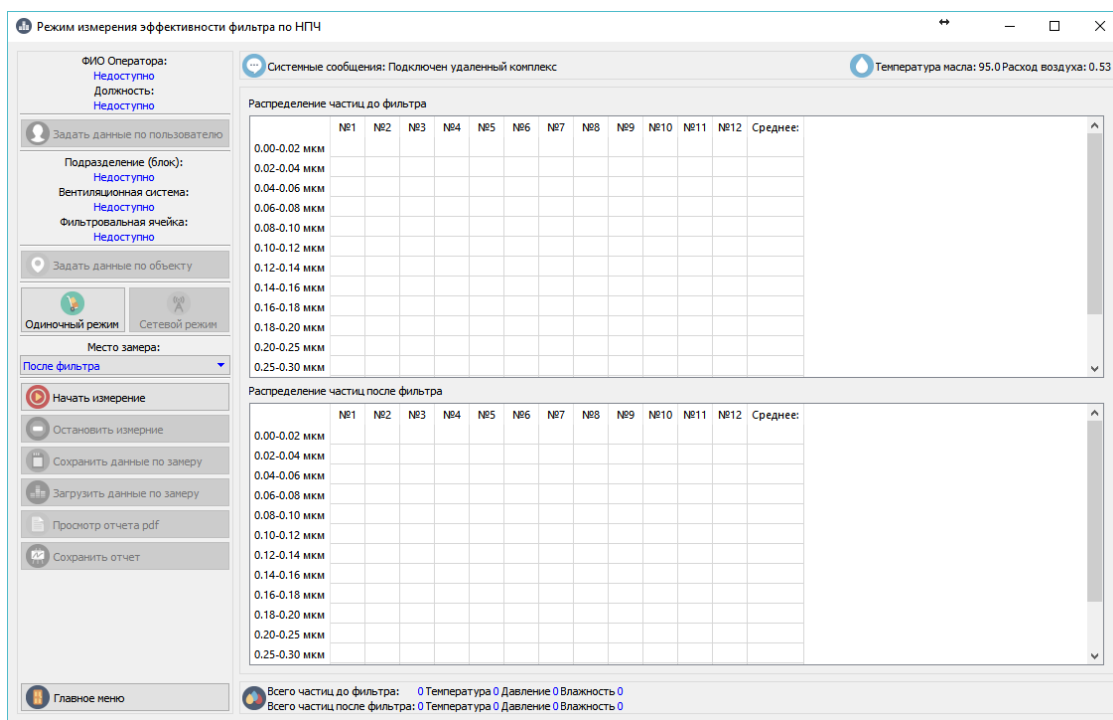 Режим измерения эффективности фильтра по НПЧ
ФИО Оператора:
Недоступно
Должность:
Недоступно
Задать данные по пользователю
Подразделение (блок):
Недоступно
Вентиляционная система:
Недоступно
Фильтровальная ячейка:
Недоступно
Задать данные по объекту
Одиночный режим Сетевой режим
Место замера:
После фильтра
Начать измерение
Остановить измерние
Сохранить данные по замеру
Загрузить данные по замеру
Просмотр отчета pdf
Сохранить отчет
Главное меню
Системные сообщения: Подключен удаленный комплекс
Температура масла: 95.0 Расход воздуха: 0.53
Распределение частиц до фильтра
№1 №2 №3 №4 №5 №6 №7 №8 №9 №10 №11 №12 Среднее:
0.00-0.02 мкм
0.02-0.04 мкм
0.04-0.06 мкм
0.06-0.08 мкм
0.08-0.10 мкм
0.10-0.12 мкм
0.12-0.14 мкм
0.14-0.16 мкм
0.16-0.18 мкм
0.18-0.20 мкм
0.20-0.25 мкм
0.25-0.30 мкм
Распределение частиц после фильтра
№1 №2 №3 №4 №5 №6 №7 №8 №9 №10 №11 №12 Среднее:
0.00-0.02 мкм
0.02-0.04 мкм
0.04-0.06 мкм
0.06-0.08 мкм
0.08-0.10 мкм
0.10-0.12 мкм
0.12-0.14 мкм
0.14-0.16 мкм
0.16-0.18 мкм
0.18-0.20 мкм
0.20-0.25 мкм
0.25-0.30 мкм
Всего частиц до фильтра: 0 Температура 0 Давление 0 Влажность 0
Всего частиц после фильтра: 0 Температура 0 Давление 0 Влажность 0